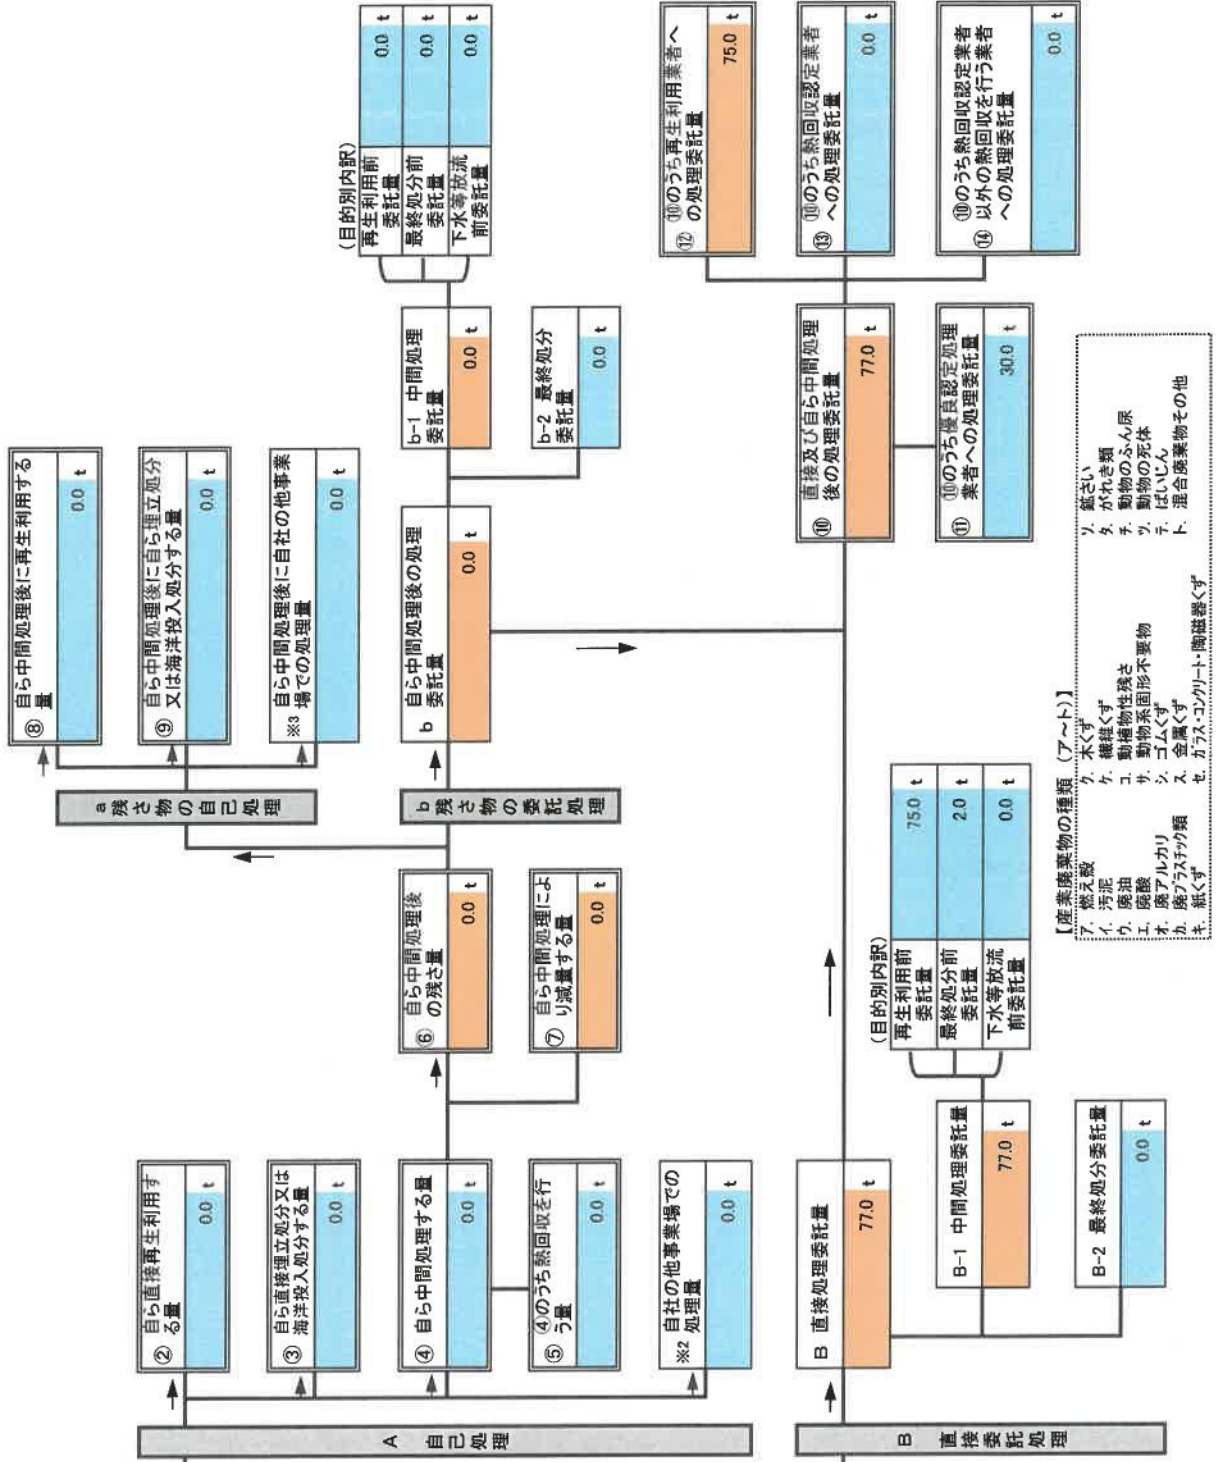 A　自己処理
② 自ら直接再生利用す
る量
0.0 t
③ 自ら直接埋立処分又は
海洋投入処分する量
0.0 t
④ 自ら中間処理する量
0.0 t
⑤ ④のうち熱回収を行
う量
0.0 t
※2 自社の他事業場での
処理量
0.0 t
⑥ 自ら中間処理後
の残さ量
0.0 t
⑦ 自ら中間処理によ
り減量する量
0.0 t
a 残さ物の自己処理
⑧ 自ら中間処理後に再生利用する
量
0.0 t
⑨ 自ら中間処理後に自ら埋立処分
又は海洋投入処分する量
0.0 t
※3 自ら中間処理後に自社の他事業
場での処理量
0.0 t
b 残さ物の委託処理
b 自ら中間処理後の処理
委託量
0.0 t
b-1 中間処理
委託量
0.0 t
b-2 最終処分
委託量
0.0 t
(目的別内訳)
再生利用前
委託量
0.0 t
最終処分前
委託量
0.0 t
下水等放流
前委託量
0.0 t
B　直接委託処理
B 直接処理委託量
77.0 t
B-1 中間処理委託量
77.0 t
B-2 最終処分委託量
0.0 t
(目的別内訳)
再生利用前
委託量
75.0 t
最終処分前
委託量
2.0 t
下水等放流
前委託量
0.0 t
⑩ 直接及び自ら中間処理
後の処理委託量
77.0 t
⑪ ⑩のうち優良認定処理
業者への処理委託量
30.0 t
⑫ ⑩のうち再生利用業者へ
の処理委託量
75.0 t
⑬ ⑩のうち熱回収認定業者
への処理委託量
0.0 t
⑭ ⑩のうち熱回収認定業者
以外の熱回収を行う業者
への処理委託量
0.0 t
【産業廃棄物の種類 (ア～ト)】
ア. 燃え殻
イ. 汚泥
ウ. 廃油
エ. 廃酸
オ. 廃アルカリ
カ. 廃プラスチック類
キ. 紙くず
ク. 木くず
ケ. 繊維くず
コ. 動植物性残さ
サ. 動物系固形不要物
シ. ゴムくず
ス. 金属くず
セ. ガラス・コンクリート・陶磁器くず
ソ. 鉱さい
タ. がれき類
チ. 動物のふん尿
ツ. 動物の死体
テ. ばいじん
ト. 混合廃棄物その他